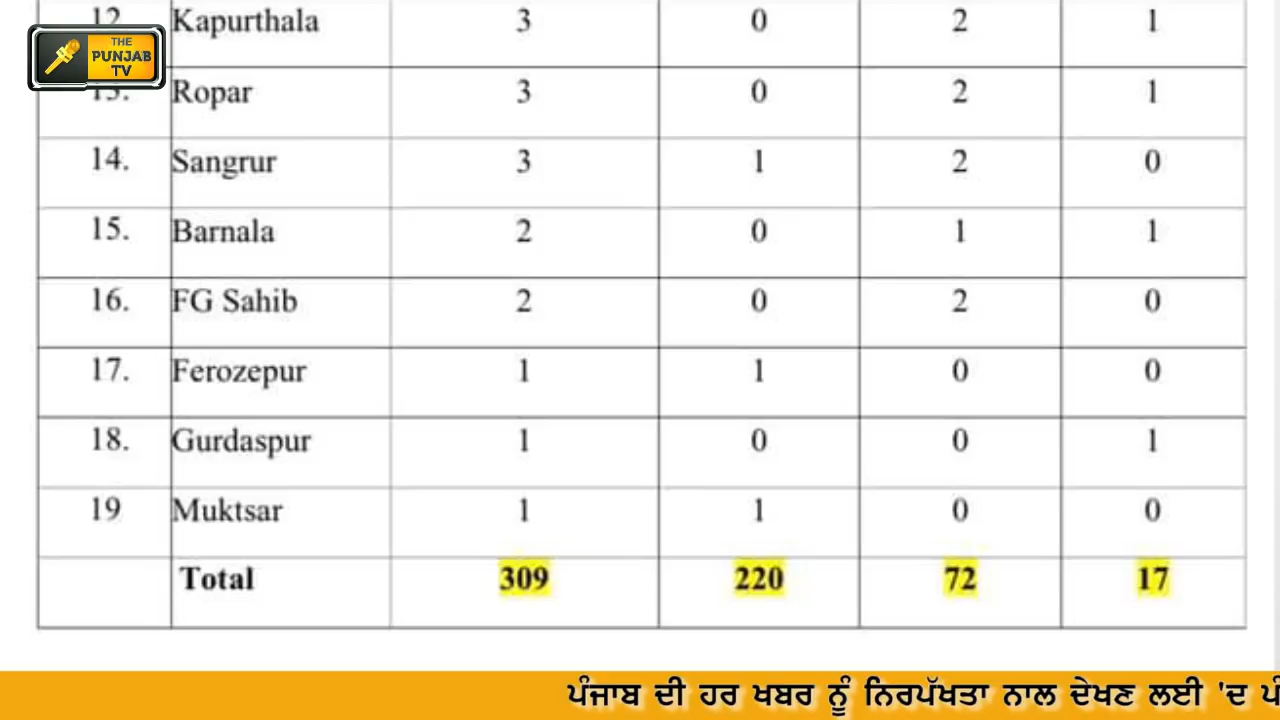 12 Kapurthala 3 0 2 1
THE
PUNJAB
TV
13. Ropar 3 0 2 1
14. Sangrur 3 1 2 0
15. Barnala 2 0 1 1
16. FG Sahib 2 0 2 0
17. Ferozepur 1 1 0 0
18. Gurdaspur 1 0 0 1
19 Muktsar 1 1 0 0
Total 309 220 72 17
ਪੰਜਾਬ ਦੀ ਹਰ ਖਬਰ ਨੂੰ ਨਿਰਪੱਖਤਾ ਨਾਲ ਦੇਖਣ ਲਈ 'ਦ ਪੰ